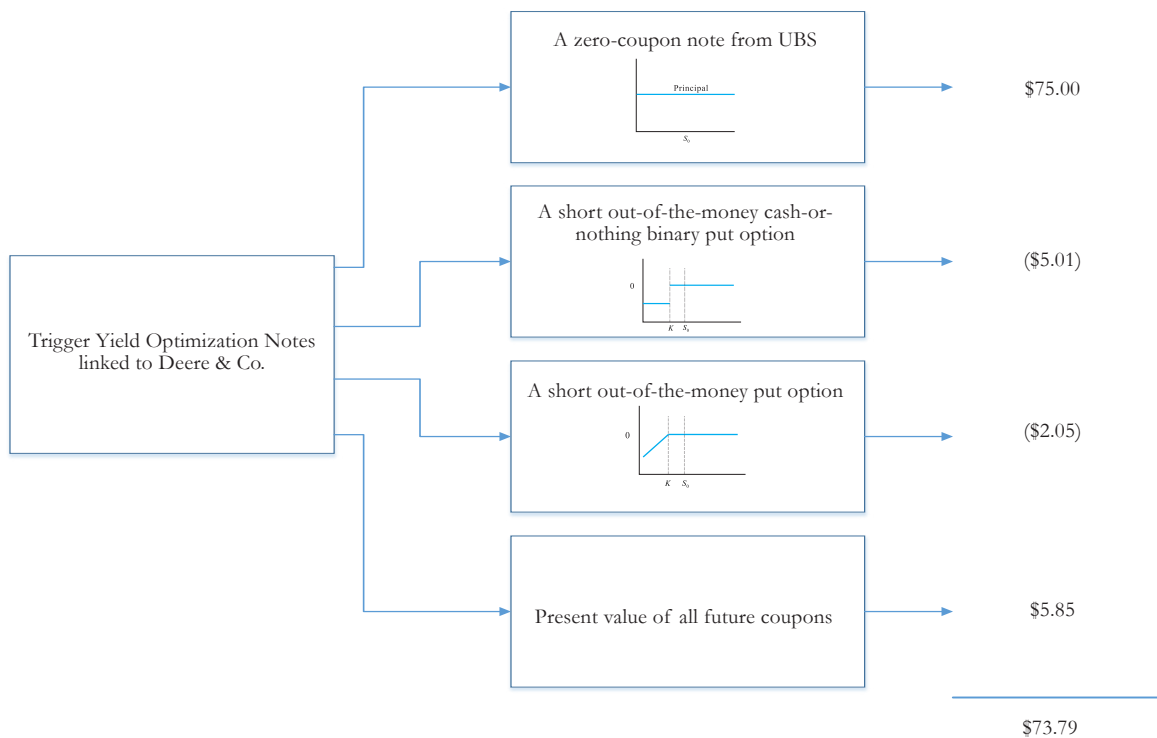 A zero-coupon note from UBS
Principal
S0
$75.00
A short out-of-the-money cash-or-
nothing binary put option
0
K
S0
($5.01)
Trigger Yield Optimization Notes
linked to Deere & Co.
A short out-of-the-money put option
0
K
S0
($2.05)
Present value of all future coupons
$5.85
$73.79